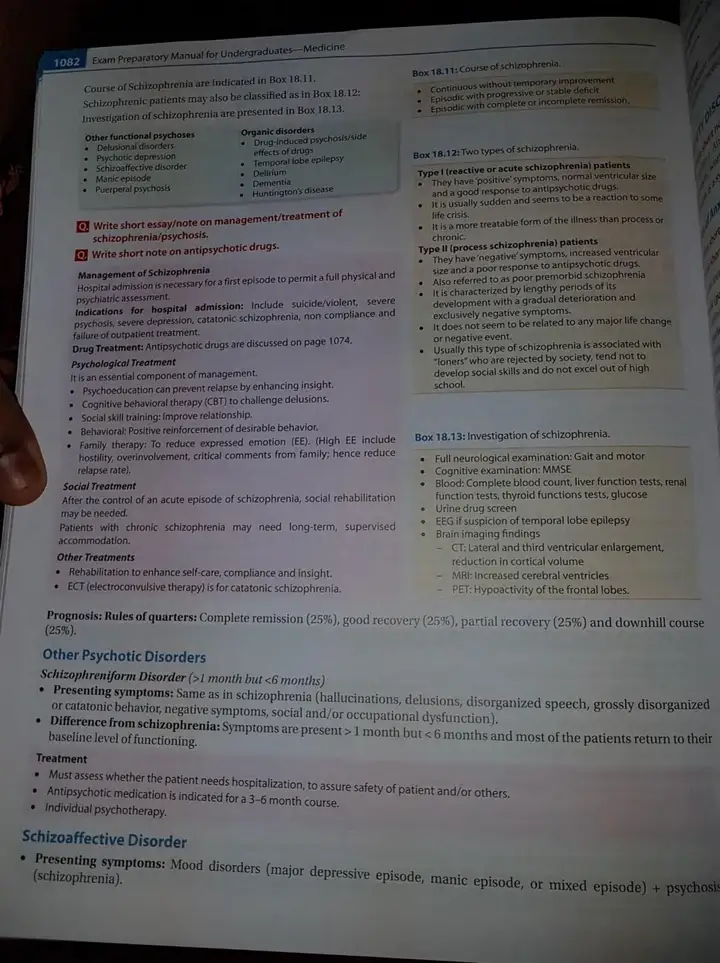 1082 Exam Preparatory Manual for Undergraduates—Medicine
Course of Schizophrenia are indicated in Box 18.11.
Schizophrenic patients may also be classified as in Box 18.12:
Investigation of schizophrenia are presented in Box 18.13.
Other functional psychoses
• Delusional disorders
• Psychotic depression
• Schizoaffective disorder
• Manic episode
• Puerperal psychosis
Organic disorders
• Drug-induced psychosis/side
effects of drugs
• Temporal lobe epilepsy
• Delirium
• Dementia
• Huntington's disease
Q. Write short essay/note on management/treatment of
schizophrenia/psychosis.
Q. Write short note on antipsychotic drugs.
Management of Schizophrenia
Hospital admission is necessary for a first episode to permit a full physical and
psychiatric assessment.
Indications for hospital admission: Include suicide/violent, severe
psychosis, severe depression, catatonic schizophrenia, non compliance and
failure of outpatient treatment.
Drug Treatment: Antipsychotic drugs are discussed on page 1074.
Psychological Treatment
It is an essential component of management.
• Psychoeducation can prevent relapse by enhancing insight.
• Cognitive behavioral therapy (CBT) to challenge delusions.
• Social skill training: Improve relationship.
• Behavioral: Positive reinforcement of desirable behavior.
• Family therapy: To reduce expressed emotion (EE). (High EE include
hostility, overinvolvement, critical comments from family; hence reduce
relapse rate).
Social Treatment
After the control of an acute episode of schizophrenia, social rehabilitation
may be needed.
Patients with chronic schizophrenia may need long-term, supervised
accommodation.
Other Treatments
• Rehabilitation to enhance self-care, compliance and insight.
• ECT (electroconvulsive therapy) is for catatonic schizophrenia.
Box 18.11: Course of schizophrenia.
• Continuous without temporary improvement
• Episodic with progressive or stable deficit
• Episodic with complete or incomplete remission.
Box 18.12: Two types of schizophrenia.
Type I (reactive or acute schizophrenia) patients
• They have 'positive' symptoms, normal ventricular size
and a good response to antipsychotic drugs.
• It is usually sudden and seems to be a reaction to some
life crisis.
• It is a more treatable form of the illness than process or
chronic.
Type II (process schizophrenia) patients
• They have 'negative' symptoms, increased ventricular
size and a poor response to antipsychotic drugs.
• Also referred to as poor premorbid schizophrenia
• It is characterized by lengthy periods of its
development with a gradual deterioration and
exclusively negative symptoms.
• It does not seem to be related to any major life change
or negative event.
• Usually this type of schizophrenia is associated with
"loners" who are rejected by society, tend not to
develop social skills and do not excel out of high
school.
Box 18.13: Investigation of schizophrenia.
• Full neurological examination: Gait and motor
• Cognitive examination: MMSE
• Blood: Complete blood count, liver function tests, renal
function tests, thyroid functions tests, glucose
• Urine drug screen
• EEG if suspicion of temporal lobe epilepsy
• Brain imaging findings
– CT: Lateral and third ventricular enlargement,
reduction in cortical volume
– MRI: Increased cerebral ventricles
– PET: Hypoactivity of the frontal lobes.
Prognosis: Rules of quarters: Complete remission (25%), good recovery (25%), partial recovery (25%) and downhill course
(25%).
Other Psychotic Disorders
Schizophreniform Disorder (>1 month but <6 months)
• Presenting symptoms: Same as in schizophrenia (hallucinations, delusions, disorganized speech, grossly disorganized
or catatonic behavior, negative symptoms, social and/or occupational dysfunction).
• Difference from schizophrenia: Symptoms are present > 1 month but < 6 months and most of the patients return to their
baseline level of functioning.
Treatment
• Must assess whether the patient needs hospitalization, to assure safety of patient and/or others.
• Antipsychotic medication is indicated for a 3–6 month course.
• Individual psychotherapy.
Schizoaffective Disorder
• Presenting symptoms: Mood disorders (major depressive episode, manic episode, or mixed episode) + psychosis
(schizophrenia).